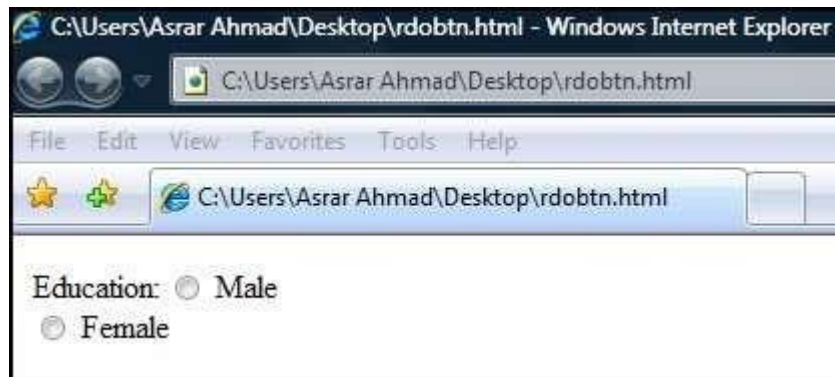 C:\Users\Asrar Ahmad\Desktop\rdobtn.html - Windows Internet Explorer
C:\Users\Asrar Ahmad\Desktop\rdobtn.html
File Edit View Favorites Tools Help
C:\Users\Asrar Ahmad\Desktop\rdobtn.html
Education: Male
Female